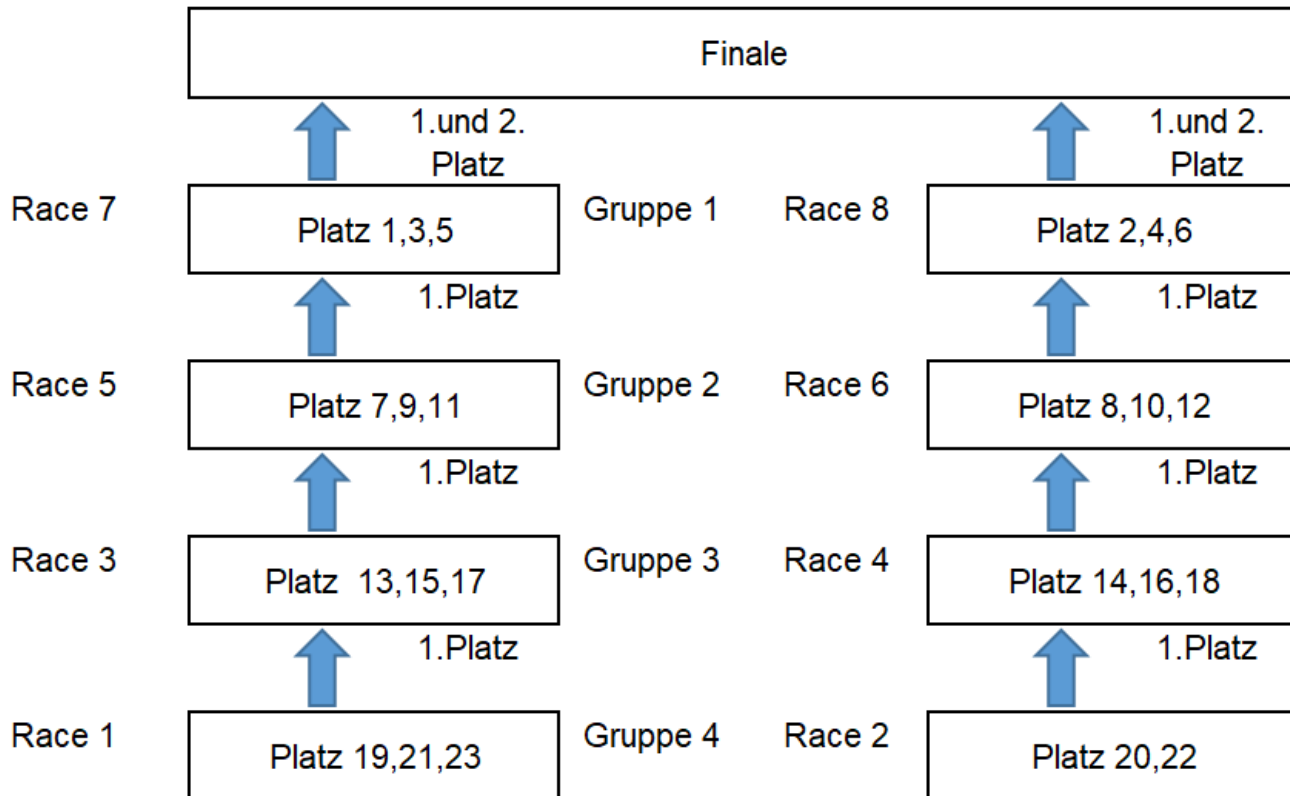 Finale
1.und 2.
Platz
1.und 2.
Platz
Race 7
Platz 1,3,5
Gruppe 1
Race 8
Platz 2,4,6
1.Platz
1.Platz
Race 5
Platz 7,9,11
Gruppe 2
Race 6
Platz 8,10,12
1.Platz
1.Platz
Race 3
Platz  13,15,17
Gruppe 3
Race 4
Platz 14,16,18
1.Platz
1.Platz
Race 1
Platz 19,21,23
Gruppe 4
Race 2
Platz 20,22